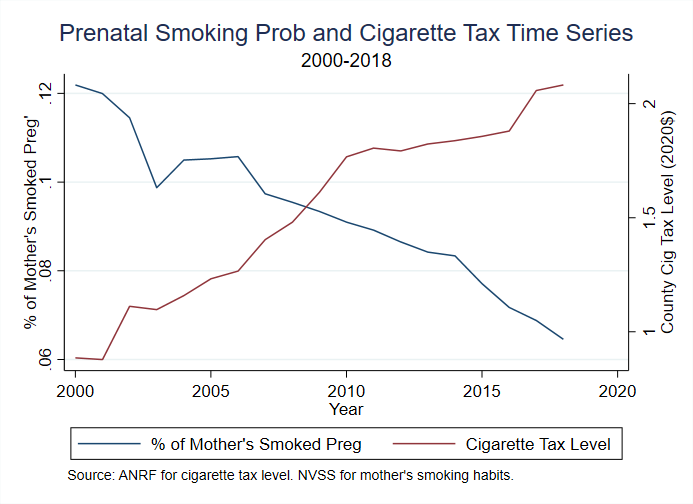 Prenatal Smoking Prob and Cigarette Tax Time Series
2000-2018
% of Mother's Smoked Preg'
.12
.1
.08
.06
2
1.5
1
County Cig Tax Level (2020$)
2000 2005 2010 2015 2020
Year
% of Mother's Smoked Preg Cigarette Tax Level
Source: ANRF for cigarette tax level. NVSS for mother's smoking habits.